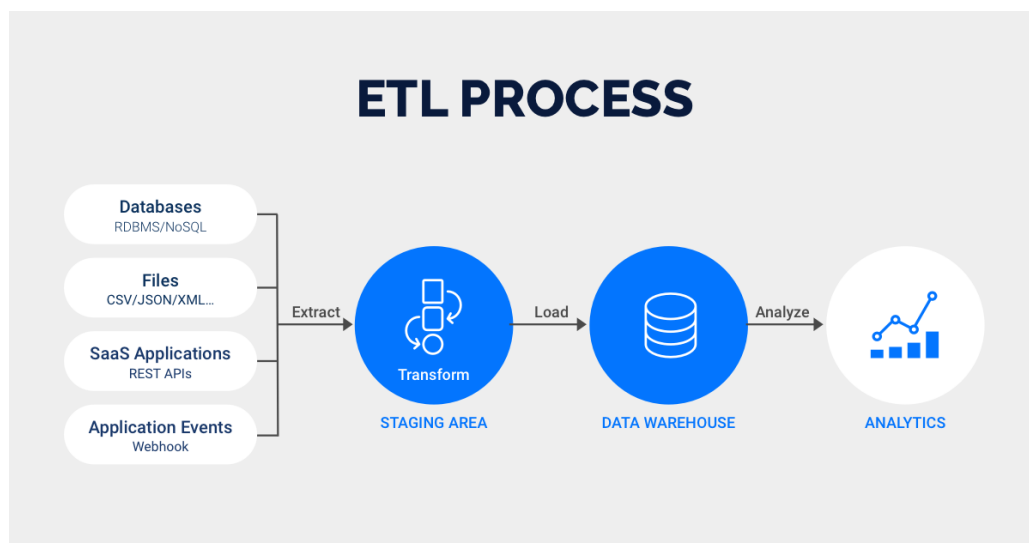 ETL PROCESS
Databases
RDBMS/NoSQL
Files
CSV/JSON/XML...
SaaS Applications
REST APIs
Application Events
Webhook
Extract
Transform
STAGING AREA
Load
DATA WAREHOUSE
Analyze
ANALYTICS